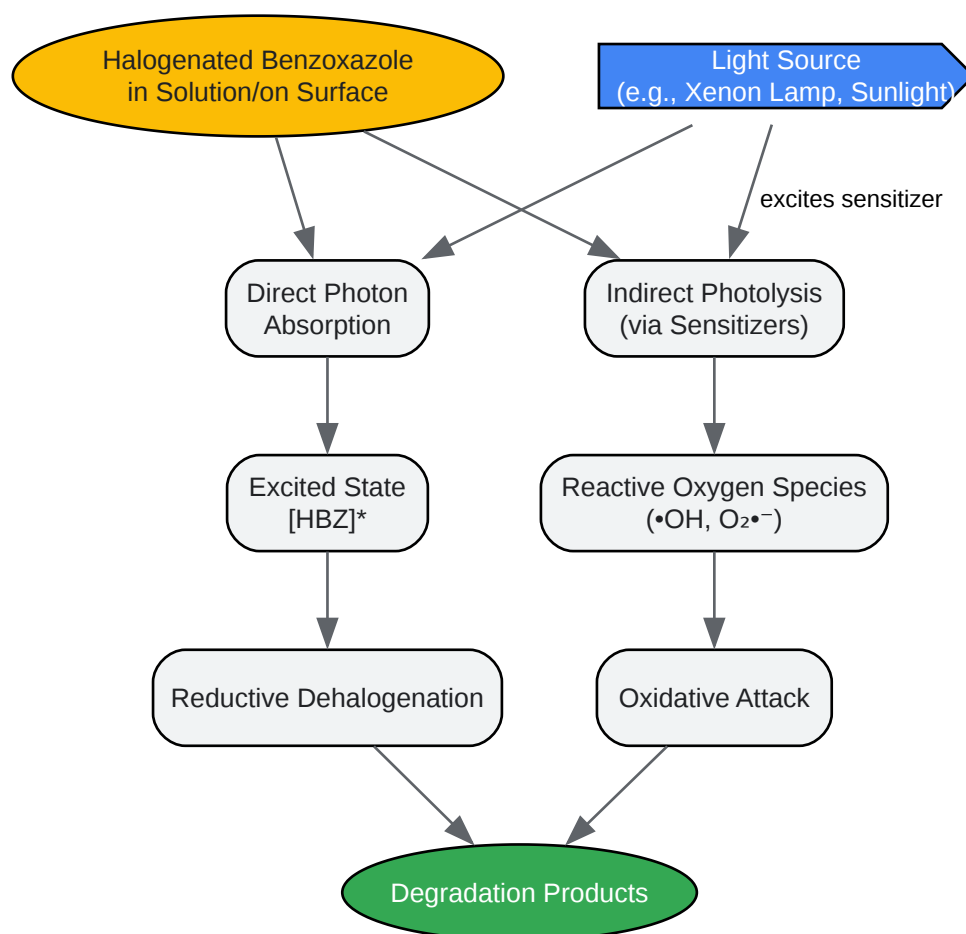 Halogenated Benzoxazole
in Solution/on Surface
Light Source
(e.g., Xenon Lamp, Sunlight)
excites sensitizer
Direct Photon
Absorption
Indirect Photolysis
(via Sensitizers)
Excited State
[HBZ]*
Reactive Oxygen Species
(•OH, O₂•⁻)
Reductive Dehalogenation
Oxidative Attack
Degradation Products